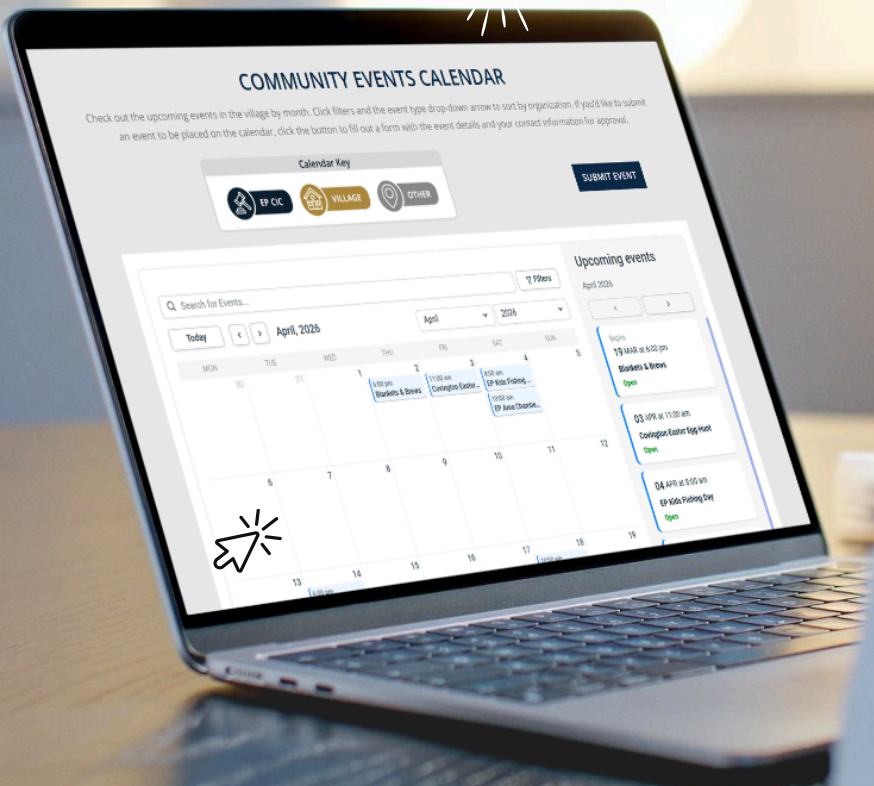 COMMUNITY EVENTS CALENDAR
Check out the upcoming events in the village by month. Click filters and the event type drop-down arrow to sort by organization. If you'd like to submit
an event to be placed on the calendar, click the button to fill out a form with the event details and your contact information for approval.
Calendar Key
EP CIC
VILLAGE
OTHER
SUBMIT EVENT
Search for Events...
Filters
Today
April, 2026
April
2026
MON TUE WED THU FRI SAT SUN
30 31 1 2 3 4 5
6:00 pm
Blankets & Brews
11:00 am
Covington Easter...
8:00 am
EP Kids Fishing ...
10:00 am
EP Area Chambe...
6 7 8 9 10 11 12
13 14 15 16 17 18 19
6:00 pm
10:00 am
Upcoming events
April 2026
Begins
19 MAR at 6:00 pm
Blankets & Brews
Open
03 APR at 11:00 am
Covington Easter Egg Hunt
Open
04 APR at 8:00 am
EP Kids Fishing Day
Open